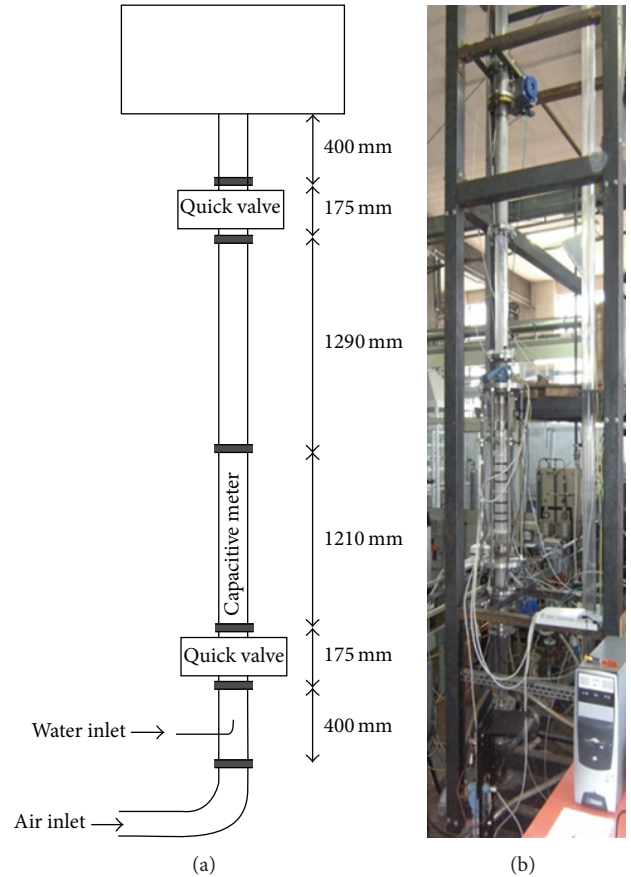 400 mm
Quick valve
175 mm
1290 mm
Capacitive meter
1210 mm
Quick valve
175 mm
Water inlet
400 mm
Air inlet
(a)
(b)